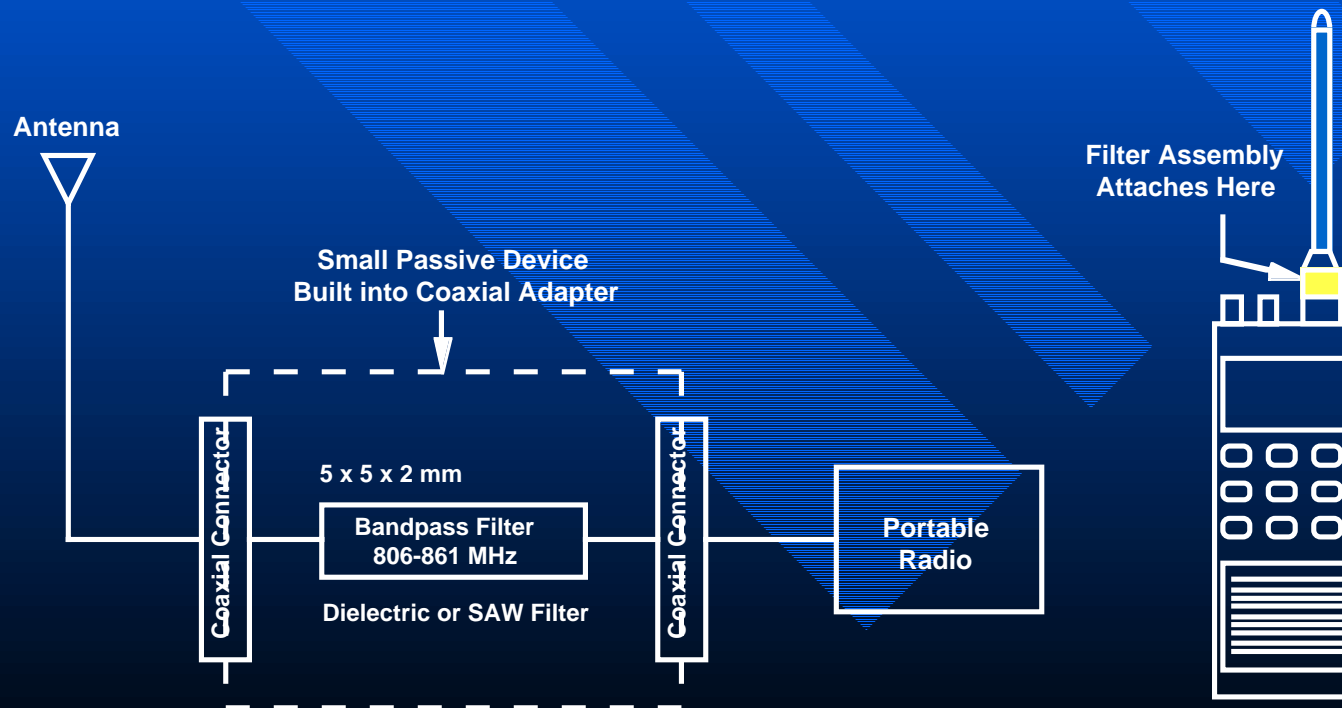 Antenna
Filter Assembly
Attaches Here
Small Passive Device
Built into Coaxial Adapter
Coaxial Connector
5 x 5 x 2 mm
Bandpass Filter
806-861 MHz
Dielectric or SAW Filter
Coaxial Connector
Portable
Radio